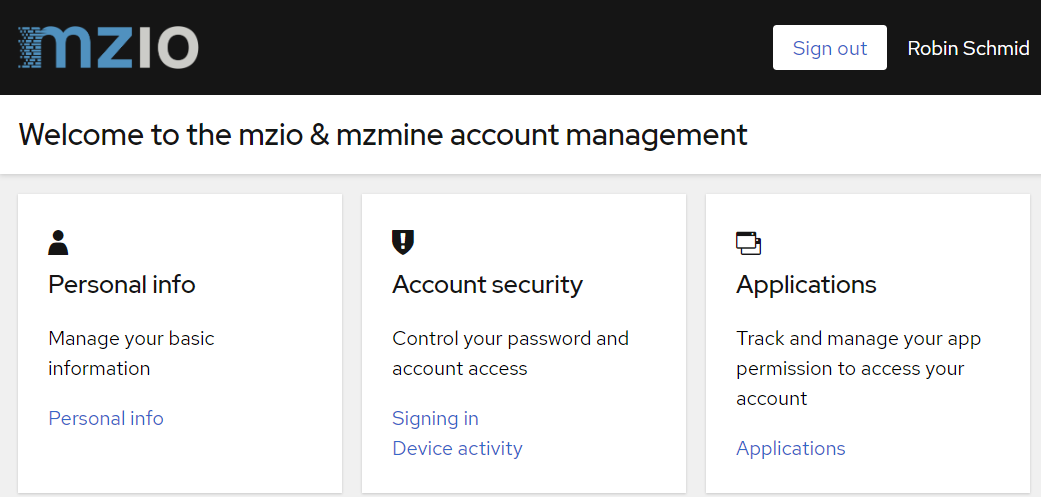 mzio
Sign out
Robin Schmid
Welcome to the mzio & mzmine account management
Personal info
Manage your basic
information
Personal info
Account security
Control your password and
account access
Signing in
Device activity
Applications
Track and manage your app
permission to access your
account
Applications